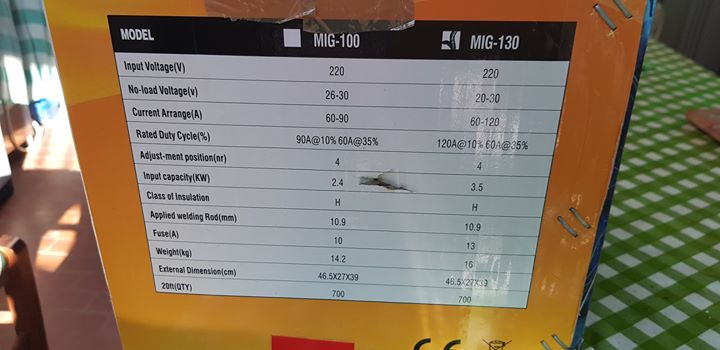 MODEL MIG-100 MIG-130
Input Voltage(V) 220 220
No-load Voltage(v) 26-30 20-30
Current Arrange(A) 60-90 60-120
Rated Duty Cycle(%) 90A@10% 60A@35% 120A@10% 60A@35%
Adjust-ment position(nr) 4 4
Input capacity(KW) 2.4 3.5
Class of Insulation H H
Applied welding Rod(mm) 10.9 10.9
Fuse(A) 10 13
Weight(kg) 14.2 16
External Dimension(cm) 46.5X27X39 46.5X27X39
20ft(QTY) 700 700
CE